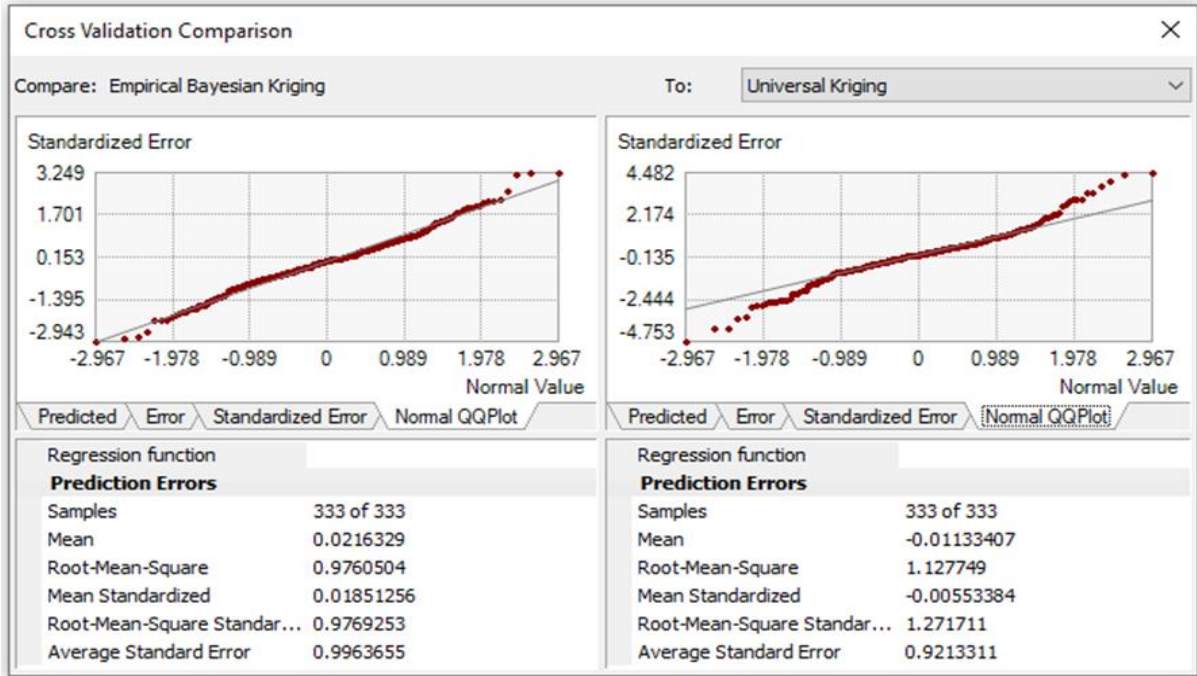 Cross Validation Comparison
Compare: Empirical Bayesian Kriging To: Universal Kriging
Standardized Error
3.249
1.701
0.153
-1.395
-2.943
-2.967 -1.978 -0.989 0 0.989 1.978 2.967
Normal Value
Predicted Error Standardized Error Normal QQPlot
Regression function
Prediction Errors
Samples 333 of 333
Mean 0.0216329
Root-Mean-Square 0.9760504
Mean Standardized 0.01851256
Root-Mean-Square Standar... 0.9769253
Average Standard Error 0.9963655
Standardized Error
4.482
2.174
-0.135
-2.444
-4.753
-2.967 -1.978 -0.989 0 0.989 1.978 2.967
Normal Value
Predicted Error Standardized Error Normal QQPlot
Regression function
Prediction Errors
Samples 333 of 333
Mean -0.01133407
Root-Mean-Square 1.127749
Mean Standardized -0.00553384
Root-Mean-Square Standar... 1.271711
Average Standard Error 0.9213311